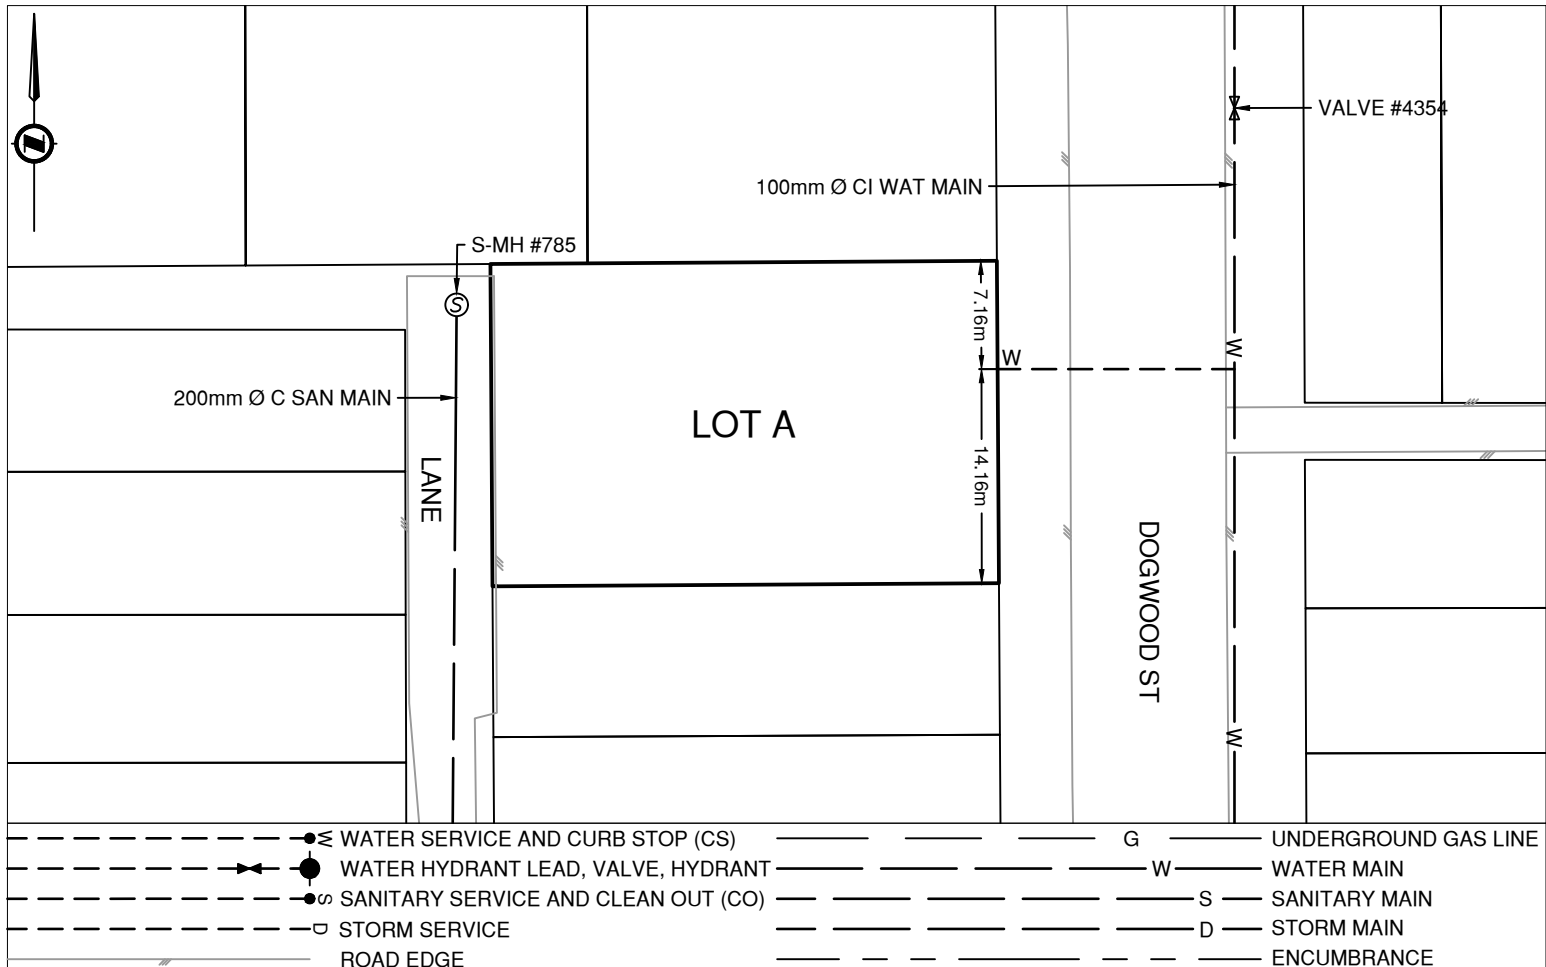 VALVE #4354
100mm Ø CI WAT MAIN
S-MH #785
S
7.16m
W
W
200mm Ø C SAN MAIN
LOT A
14.16m
LANE
DOGWOOD ST
W
W WATER SERVICE AND CURB STOP (CS)
G UNDERGROUND GAS LINE
WATER HYDRANT LEAD, VALVE, HYDRANT
W WATER MAIN
S SANITARY SERVICE AND CLEAN OUT (CO)
S SANITARY MAIN
D STORM SERVICE
D STORM MAIN
ROAD EDGE
ENCUMBRANCE